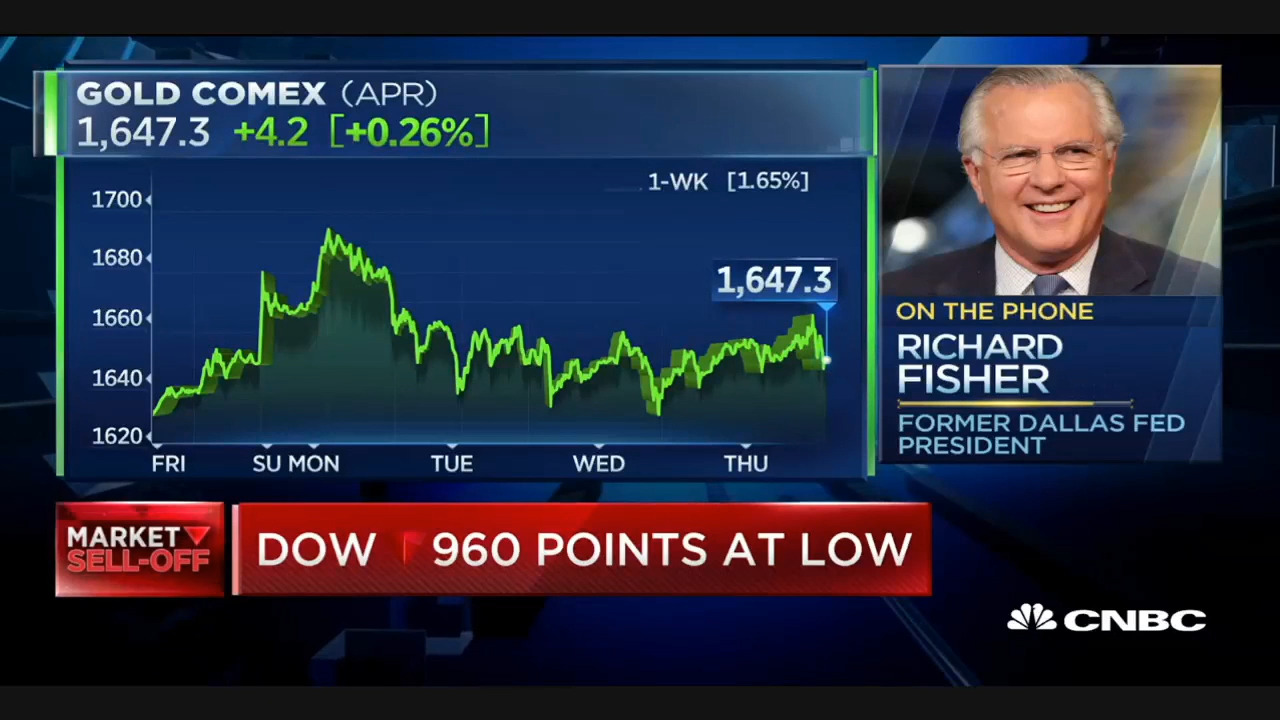 GOLD COMEX (APR)
1,647.3 +4.2 [+0.26%]
1-WK [1.65%]
1700
1680
1660
1640
1620
1,647.3
FRI SU MON TUE WED THU
ON THE PHONE
RICHARD
FISHER
FORMER DALLAS FED
PRESIDENT
MARKET
SELL-OFF
DOW 960 POINTS AT LOW
CNBC